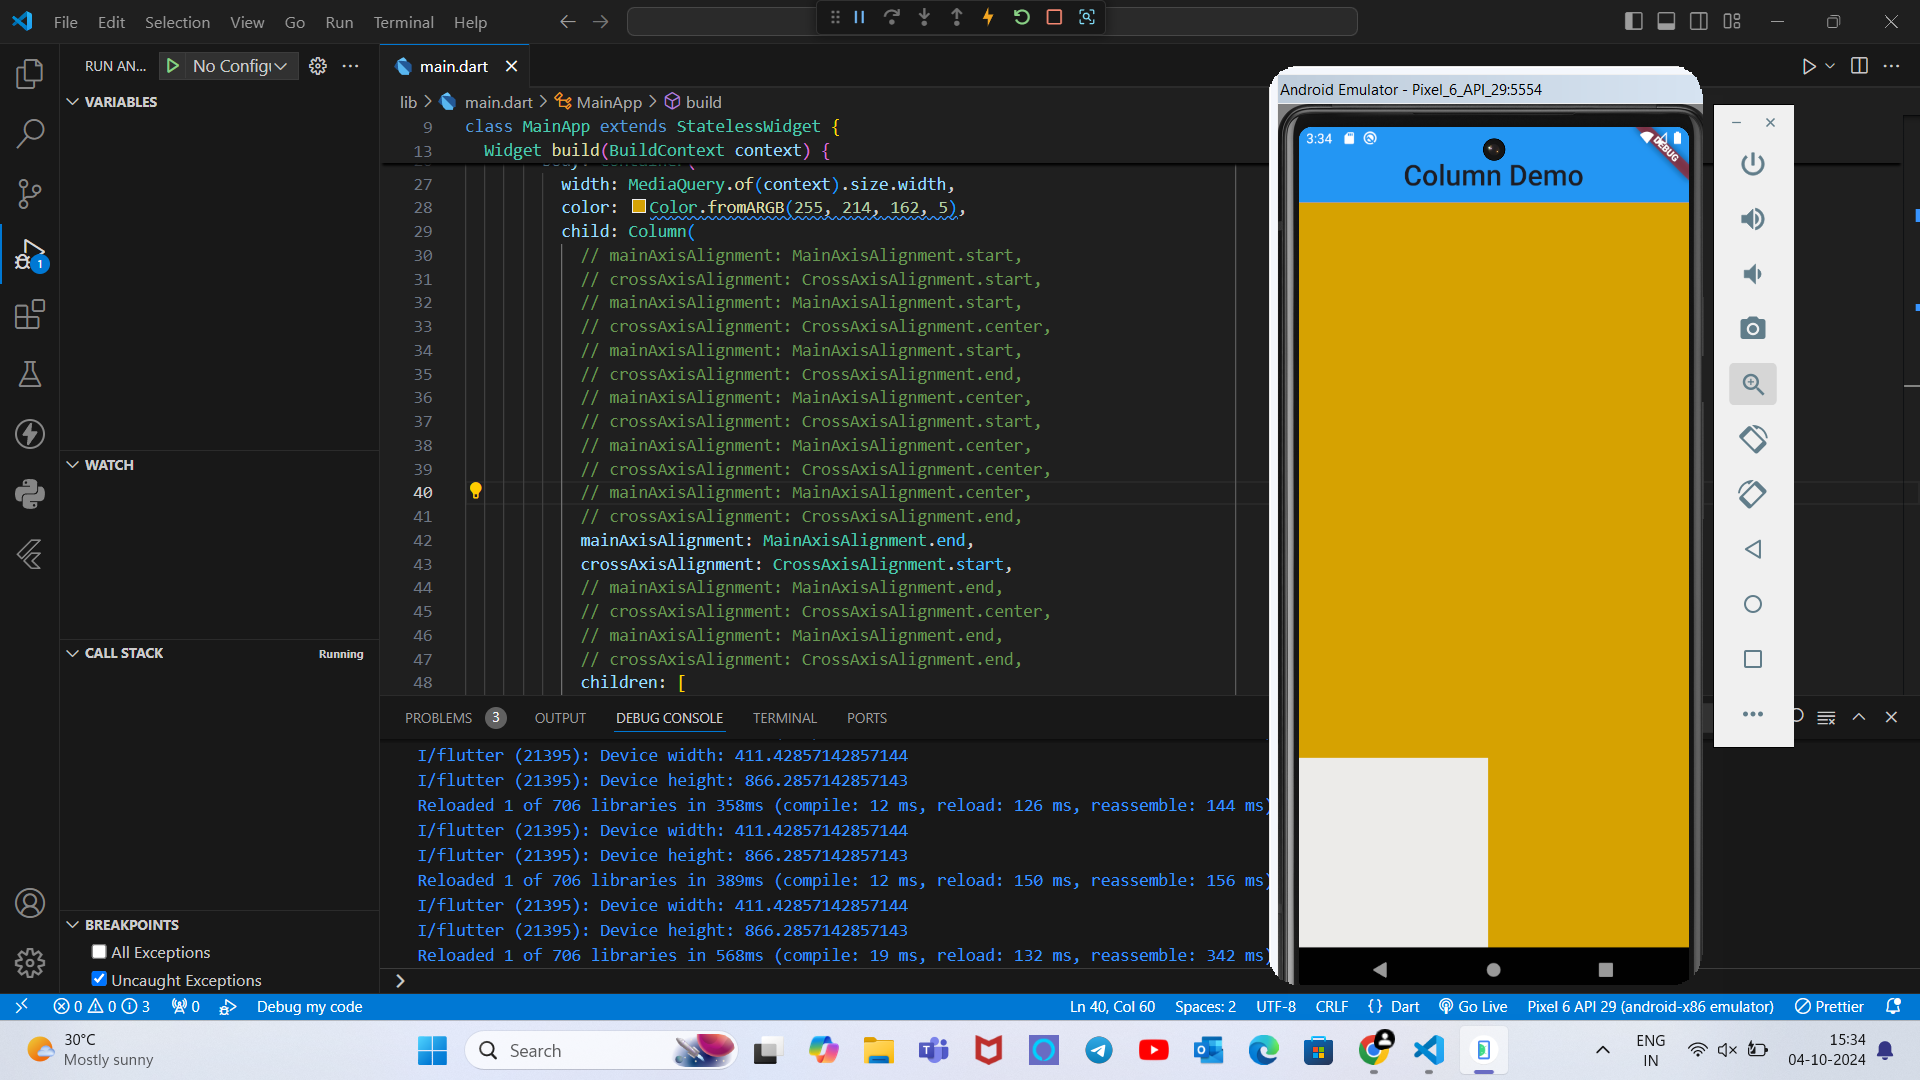 File Edit Selection View Go Run Terminal Help
RUN AN... No Config
main.dart
VARIABLES
lib main.dart MainApp build
9 class MainApp extends StatelessWidget {
13 Widget build(BuildContext context) {
27 width: MediaQuery.of(context).size.width,
28 color: Color.fromARGB(255, 214, 162, 5),
29 child: Column(
30 // mainAxisAlignment: MainAxisAlignment.start,
31 // crossAxisAlignment: CrossAxisAlignment.start,
32 // mainAxisAlignment: MainAxisAlignment.start,
33 // crossAxisAlignment: CrossAxisAlignment.center,
34 // mainAxisAlignment: MainAxisAlignment.start,
35 // crossAxisAlignment: CrossAxisAlignment.end,
36 // mainAxisAlignment: MainAxisAlignment.center,
37 // crossAxisAlignment: CrossAxisAlignment.start,
38 // mainAxisAlignment: MainAxisAlignment.center,
39 // crossAxisAlignment: CrossAxisAlignment.center,
40 // mainAxisAlignment: MainAxisAlignment.center,
41 // crossAxisAlignment: CrossAxisAlignment.end,
42 mainAxisAlignment: MainAxisAlignment.end,
43 crossAxisAlignment: CrossAxisAlignment.start,
44 // mainAxisAlignment: MainAxisAlignment.end,
45 // crossAxisAlignment: CrossAxisAlignment.center,
46 // mainAxisAlignment: MainAxisAlignment.end,
47 // crossAxisAlignment: CrossAxisAlignment.end,
48 children: [
WATCH
CALL STACK Running
BREAKPOINTS
All Exceptions
Uncaught Exceptions
1
PROBLEMS 3 OUTPUT DEBUG CONSOLE TERMINAL PORTS
I/flutter (21395): Device width: 411.42857142857144
I/flutter (21395): Device height: 866.2857142857143
Reloaded 1 of 706 libraries in 358ms (compile: 12 ms, reload: 126 ms, reassemble: 144 ms)
I/flutter (21395): Device width: 411.42857142857144
I/flutter (21395): Device height: 866.2857142857143
Reloaded 1 of 706 libraries in 389ms (compile: 12 ms, reload: 150 ms, reassemble: 156 ms)
I/flutter (21395): Device width: 411.42857142857144
I/flutter (21395): Device height: 866.2857142857143
Reloaded 1 of 706 libraries in 568ms (compile: 19 ms, reload: 132 ms, reassemble: 342 ms)
Android Emulator - Pixel_6_API_29:5554
3:34
DEBUG
Column Demo
0 0 3 0 Debug my code Ln 40, Col 60 Spaces: 2 UTF-8 CRLF {} Dart Go Live Pixel 6 API 29 (android-x86 emulator) Prettier
30°C
Mostly sunny
Search
ENG
IN
15:34
04-10-2024